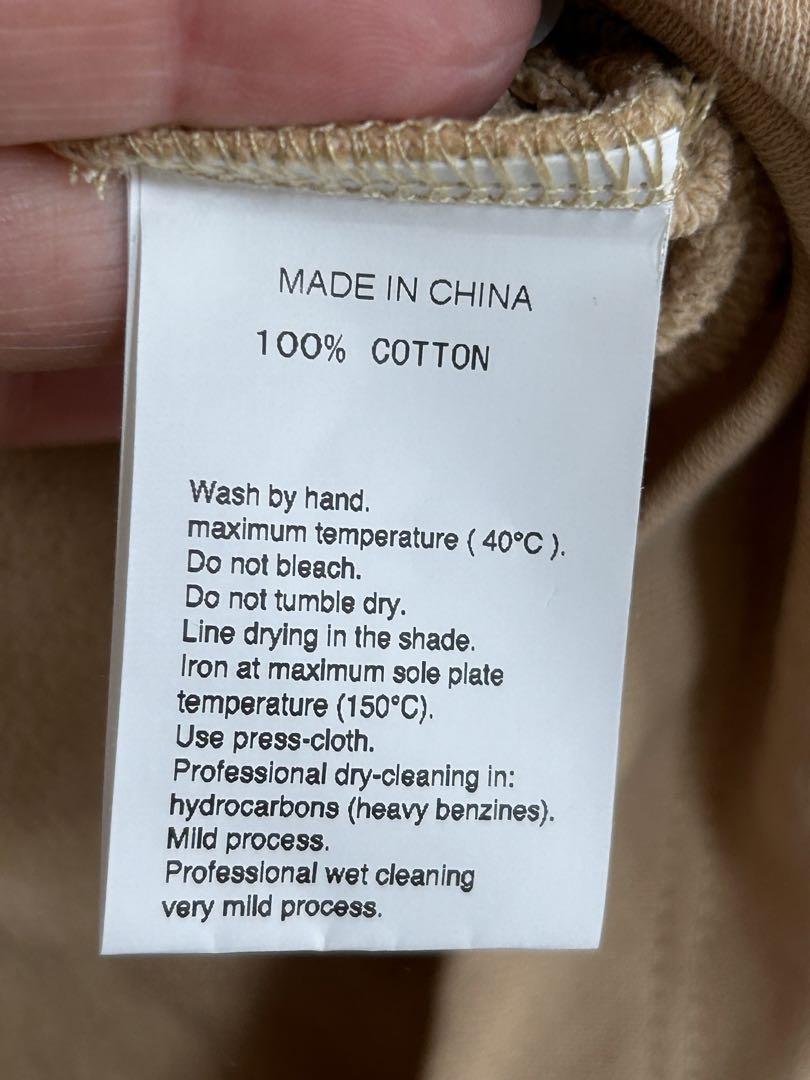 MADE IN CHINA
100% COTTON
Wash by hand.
maximum temperature ( 40°C ).
Do not bleach.
Do not tumble dry.
Line drying in the shade.
Iron at maximum sole plate
temperature (150°C).
Use press-cloth.
Professional dry-cleaning in:
hydrocarbons (heavy benzines).
Mild process.
Professional wet cleaning
very mild process.